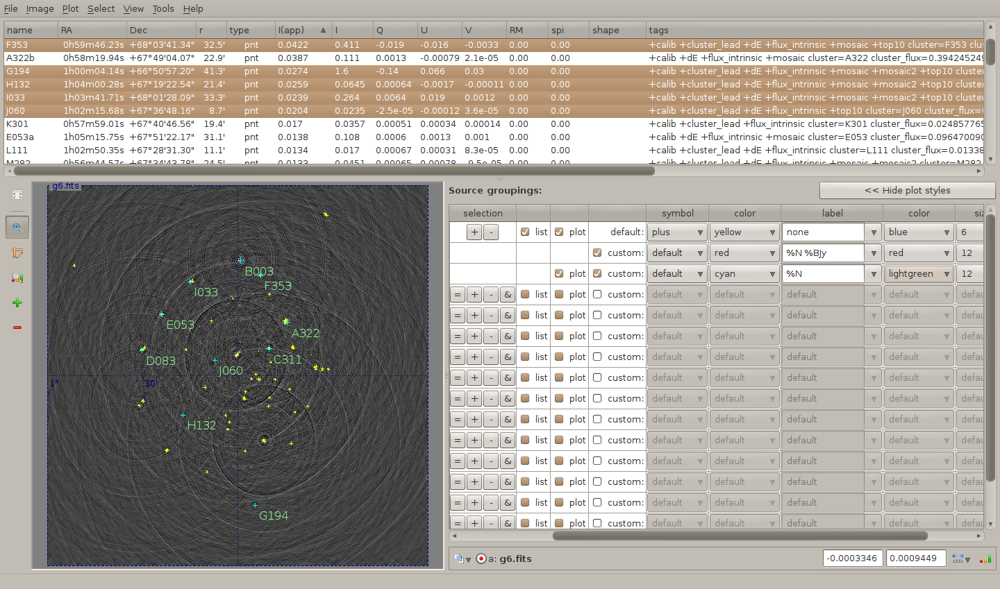 File Image Plot Select View Tools Help
name RA Dec r type I(app) I Q U V RM spi shape tags
F353 0h59m46.23s +68°03'41.34" 32.5' pnt 0.0422 0.411 -0.019 -0.016 -0.0033 0.00 0.00 +calib +cluster_lead +dE +flux_intrinsic +mosaic +top10 cluster=F353 clu
A322b 0h58m19.94s +67°49'04.07" 22.9' pnt 0.0387 0.111 0.0013 -0.00079 2.1e-05 0.00 0.00 +calib +dE +flux_intrinsic +mosaic cluster=A322 cluster_flux=0.394245249
G194 1h00m04.14s +66°50'57.20" 41.3' pnt 0.0274 1.6 -0.14 0.066 0.03 0.00 0.00 +calib +cluster_lead +dE +flux_intrinsic +mosaic +mosaic2 +top10 cluster
H132 1h04m00.28s +67°19'22.54" 21.4' pnt 0.0259 0.0645 0.00064 -0.0017 -0.00011 0.00 0.00 +calib +cluster_lead +dE +flux_intrinsic +mosaic +mosaic2 +top10 cluster
I033 1h03m41.71s +68°01'28.09" 33.3' pnt 0.0239 0.264 0.0064 0.019 0.0012 0.00 0.00 +calib +cluster_lead +dE +flux_intrinsic +mosaic +mosaic2 +top10 cluster
J060 1h02m15.68s +67°36'48.16" 8.7' pnt 0.0204 0.0235 -2.5e-05 -0.00012 3.6e-05 0.00 0.00 +calib +cluster_lead +dE +flux_intrinsic +top10 cluster=J060 cluster_flux=
K301 0h57m59.01s +67°40'46.56" 19.4' pnt 0.017 0.0357 0.00051 0.00034 0.00014 0.00 0.00 +calib +cluster_lead +flux_intrinsic cluster=K301 cluster_flux=0.024857765
E053a 1h05m15.75s +67°51'22.17" 31.1' pnt 0.0138 0.108 0.0006 0.0013 0.001 0.00 0.00 +calib +dE +flux_intrinsic +mosaic cluster=E053 cluster_flux=0.096470090
L111 1h02m50.35s +67°28'31.30" 11.1' pnt 0.0134 0.017 0.00067 0.00031 8.3e-05 0.00 0.00 +calib +cluster_lead +dE +flux_intrinsic cluster=L111 cluster_flux=0.01338
M282 0h56m44.57s +67°34'43.78" 24.5' pnt 0.0133 0.0451 0.00065 0.00078 -9.5e-05 0.00 0.00 +calib +cluster_lead +dE +flux_intrinsic +mosaic +mosaic2 cluster=M282
g6.fits
B003
F353
I033
E053
A322
D083
C311
J060
1° 30'
H132
G194
Source groupings: << Hide plot styles
selection symbol color label color siz
+ - list plot default: plus yellow none blue 6
custom: default red %N %BJy red 12
plot custom: default cyan %N lightgreen 12
= + - & list plot custom: default default default default defau
= + - & list plot custom: default default default default defau
= + - & list plot custom: default default default default defau
= + - & list plot custom: default default default default defau
= + - & list plot custom: default default default default defau
= + - & list plot custom: default default default default defau
= + - & list plot custom: default default default default defau
= + - & list plot custom: default default default default defau
= + - & list plot custom: default default default default defau
= + - & list plot custom: default default default default defau
= + - & list plot custom: default default default default defau
= + - & list plot custom: default default default default defau
a: g6.fits -0.0003346 0.0009449